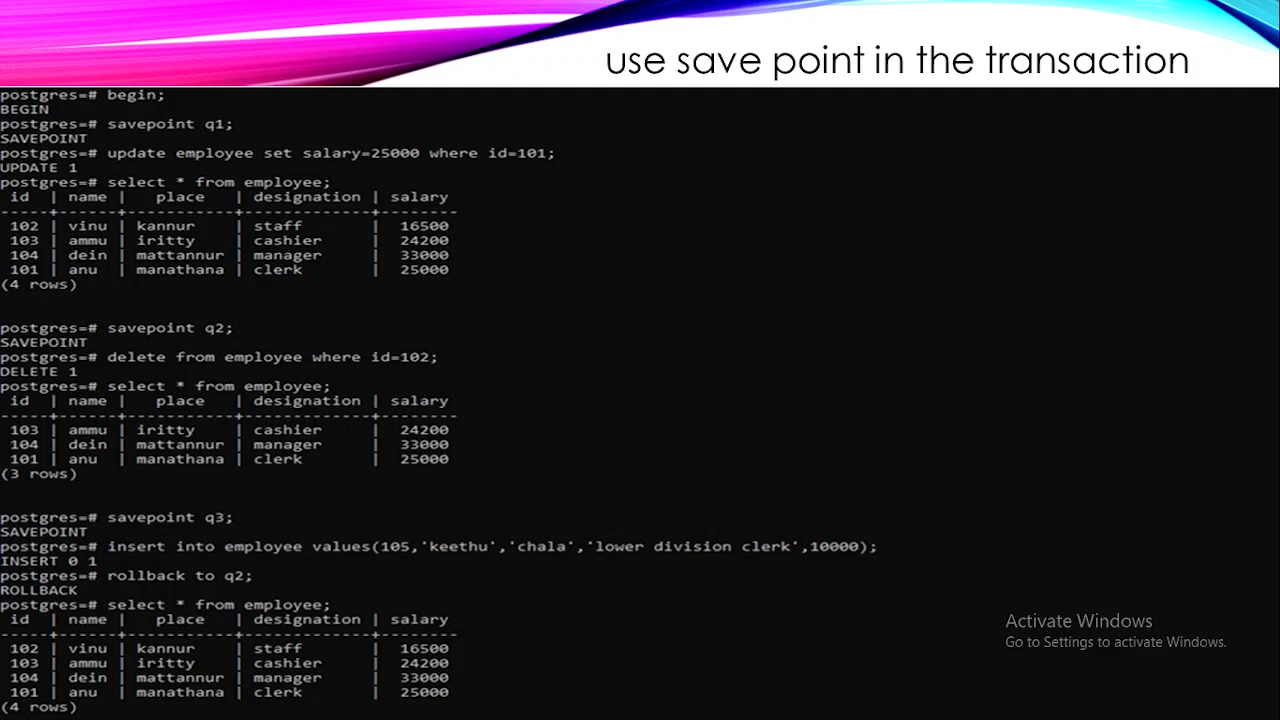 use save point in the transaction
postgres=# begin;
BEGIN
postgres=# savepoint q1;
SAVEPOINT
postgres=# update employee set salary=25000 where id=101;
UPDATE 1
postgres=# select * from employee;
 id  | name |   place   | designation | salary
-----+------+-----------+-------------+--------
 102 | vinu | kannur    | staff       |  16500
 103 | ammu | iritty    | cashier     |  24200
 104 | dein | mattannur | manager     |  33000
 101 | anu  | manathana | clerk       |  25000
(4 rows)
postgres=# savepoint q2;
SAVEPOINT
postgres=# delete from employee where id=102;
DELETE 1
postgres=# select * from employee;
 id  | name |   place   | designation | salary
-----+------+-----------+-------------+--------
 103 | ammu | iritty    | cashier     |  24200
 104 | dein | mattannur | manager     |  33000
 101 | anu  | manathana | clerk       |  25000
(3 rows)
postgres=# savepoint q3;
SAVEPOINT
postgres=# insert into employee values(105,'keethu','chala','lower division clerk',10000);
INSERT 0 1
postgres=# rollback to q2;
ROLLBACK
postgres=# select * from employee;
 id  | name |   place   | designation | salary
-----+------+-----------+-------------+--------
 102 | vinu | kannur    | staff       |  16500
 103 | ammu | iritty    | cashier     |  24200
 104 | dein | mattannur | manager     |  33000
 101 | anu  | manathana | clerk       |  25000
(4 rows)
Activate Windows
Go to Settings to activate Windows.